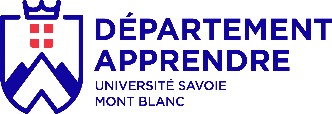 DÉPARTEMENT
APPRENDRE
UNIVERSITÉ SAVOIE
MONT BLANC